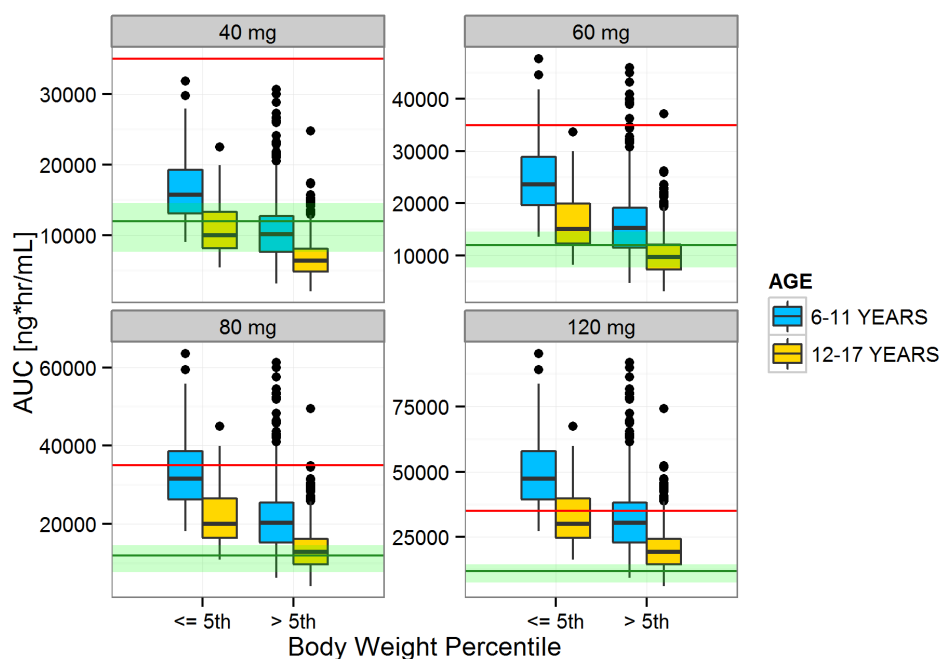 40 mg
60 mg
30000
20000
10000
40000
30000
20000
10000
80 mg
120 mg
60000
40000
20000
75000
50000
25000
<= 5th
> 5th
<= 5th
> 5th
AUC [ng*hr/mL]
Body Weight Percentile
AGE
6-11 YEARS
12-17 YEARS